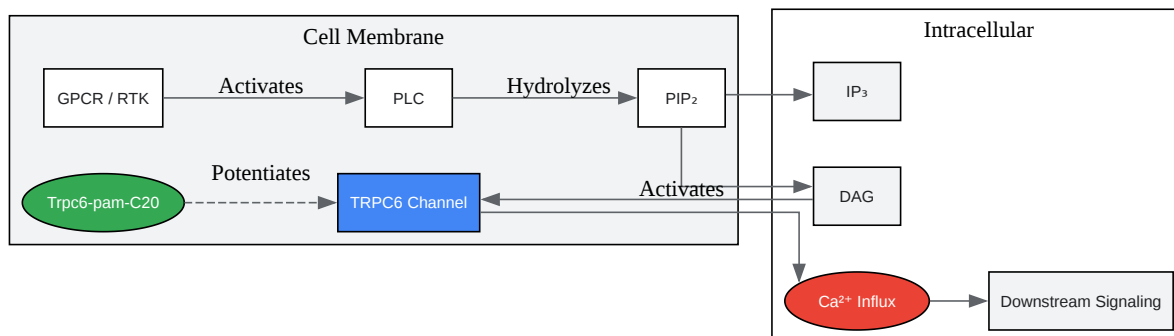 Cell Membrane
Intracellular
GPCR / RTK
Activates
PLC
Hydrolyzes
PIP₂
IP₃
Trpc6-pam-C20
Potentiates
TRPC6 Channel
Activates
DAG
Ca²⁺ Influx
Downstream Signaling